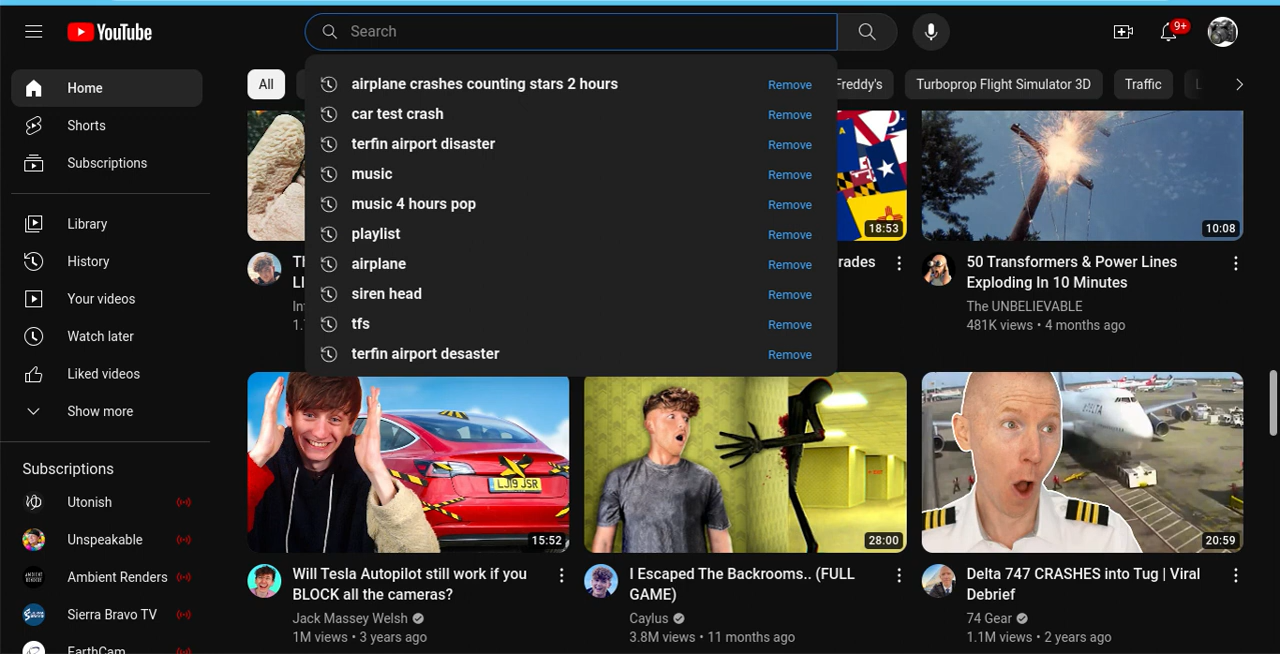 YouTube
Search
9+
Home
Shorts
Subscriptions
Library
History
Your videos
Watch later
Liked videos
Show more
Subscriptions
Utonish
Unspeakable
Ambient Renders
Sierra Bravo TV
EarthCam
All
Freddy's
Turboprop Flight Simulator 3D
Traffic
L
airplane crashes counting stars 2 hours Remove
car test crash Remove
terfin airport disaster Remove
music Remove
music 4 hours pop Remove
playlist Remove
airplane Remove
siren head Remove
tfs Remove
terfin airport desaster Remove
18:53
rades
10:08
50 Transformers & Power Lines
Exploding In 10 Minutes
The UNBELIEVABLE
481K views • 4 months ago
LJ19 JSR
15:52
Will Tesla Autopilot still work if you
BLOCK all the cameras?
Jack Massey Welsh
1M views • 3 years ago
EXIT
28:00
I Escaped The Backrooms.. (FULL
GAME)
Caylus
3.8M views • 11 months ago
DELTA
20:59
Delta 747 CRASHES into Tug | Viral
Debrief
74 Gear
1.1M views • 2 years ago